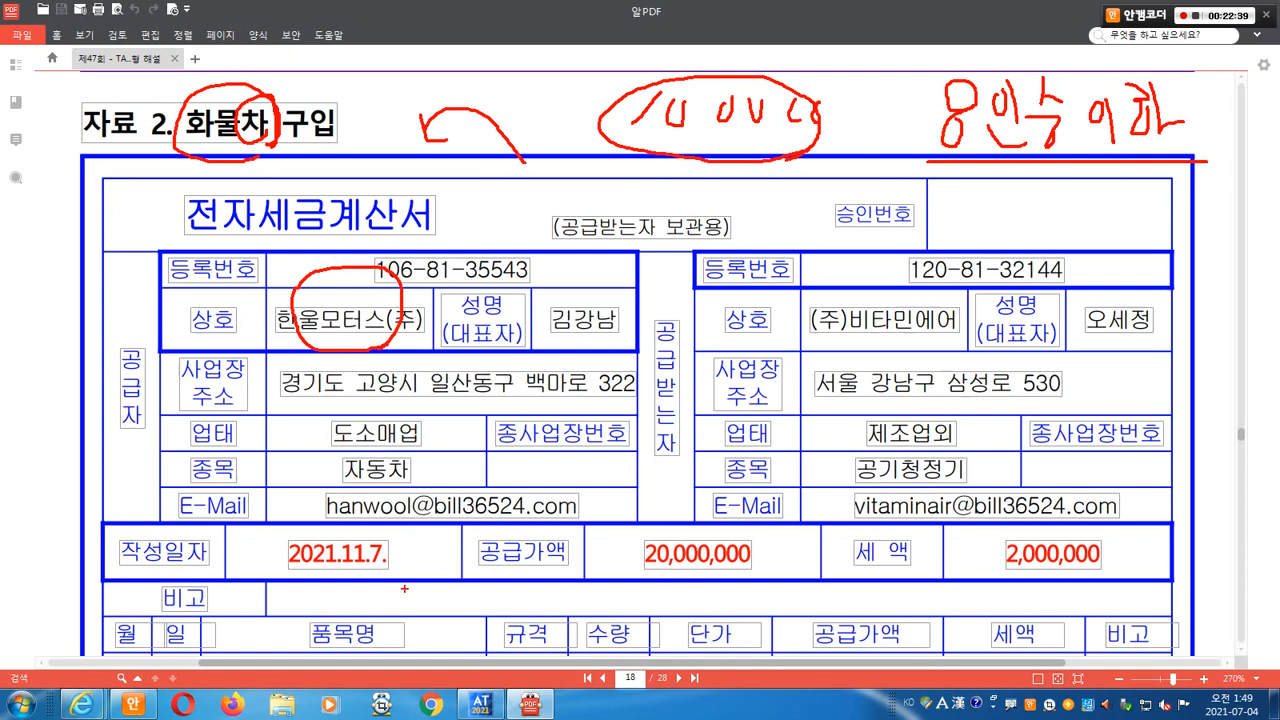 알PDF
안캠코더
00:22:39
파일 홈 보기 검토 편집 정렬 페이지 양식 보안 도움말
무엇을 하고 싶으세요?
제47회 - TA..형 해설
자료 2. 화물차 구입
용안승 이하
전자세금계산서
(공급받는자 보관용)
승인번호
공급자
등록번호 106-81-35543
상호 한울모터스(주) 성명(대표자) 김강남
사업장주소 경기도 고양시 일산동구 백마로 322
업태 도소매업 종사업장번호
종목 자동차
E-Mail hanwool@bill36524.com
공급받는자
등록번호 120-81-32144
상호 (주)비타민에어 성명(대표자) 오세정
사업장주소 서울 강남구 삼성로 530
업태 제조업외 종사업장번호
종목 공기청정기
E-Mail vitaminair@bill36524.com
작성일자 2021.11.7. 공급가액 20,000,000 세 액 2,000,000
비고
월 일 품목명 규격 수량 단가 공급가액 세액 비고
검색
18 / 28
270%
안
AT 2021
KO A 漢
오전 1:49
2021-07-04